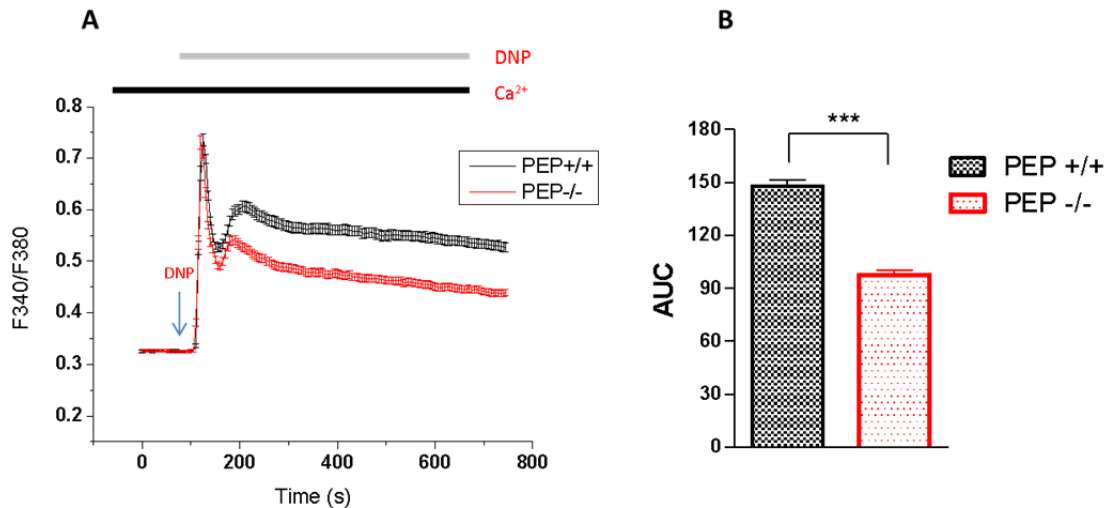 A
DNP
Ca²⁺
0.8
0.7
0.6
0.5
0.4
0.3
0.2
F340/F380
DNP
PEP+/+
PEP-/-
0
200
400
600
800
Time (s)
B
***
180
150
120
90
60
30
0
AUC
PEP +/+
PEP -/-